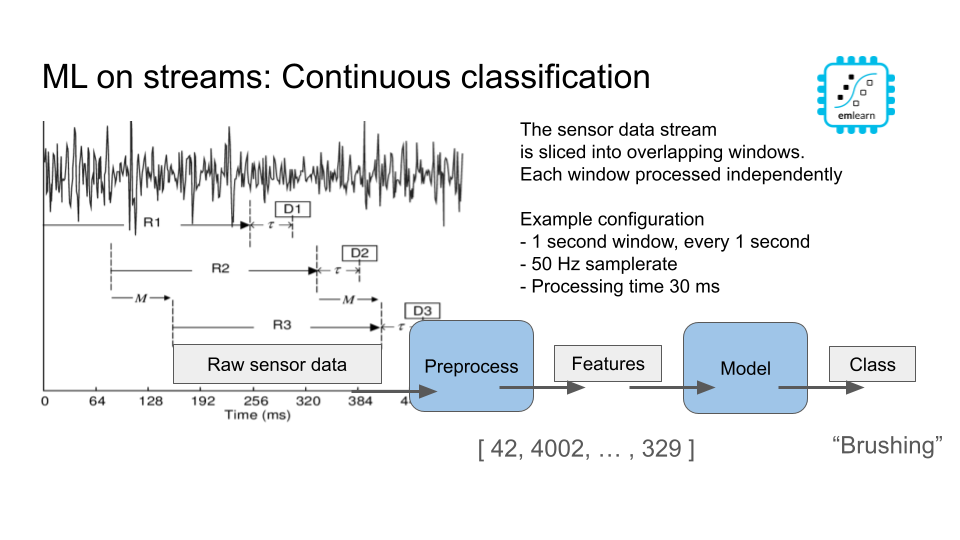 ML on streams: Continuous classification
emlearn
The sensor data stream
is sliced into overlapping windows.
Each window processed independently
Example configuration
- 1 second window, every 1 second
- 50 Hz samplerate
- Processing time 30 ms
R1
τ
D1
R2
τ
D2
M
M
R3
τ
D3
Raw sensor data
Preprocess
Features
Model
Class
0 64 128 192 256 320 384 4
Time (ms)
[ 42, 4002, … , 329 ]
“Brushing”